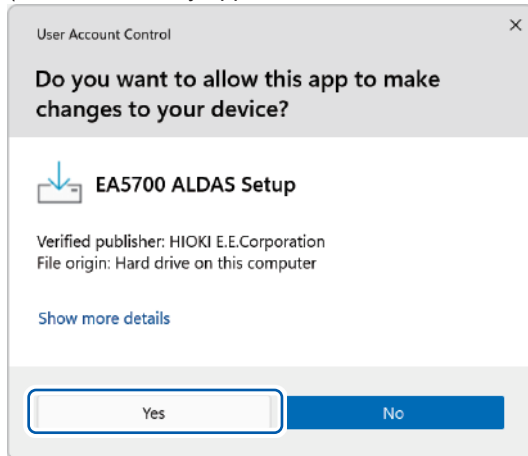 User Account Control
Do you want to allow this app to make
changes to your device?
EA5700 ALDAS Setup
Verified publisher: HIOKI E.E.Corporation
File origin: Hard drive on this computer
Show more details
Yes
No